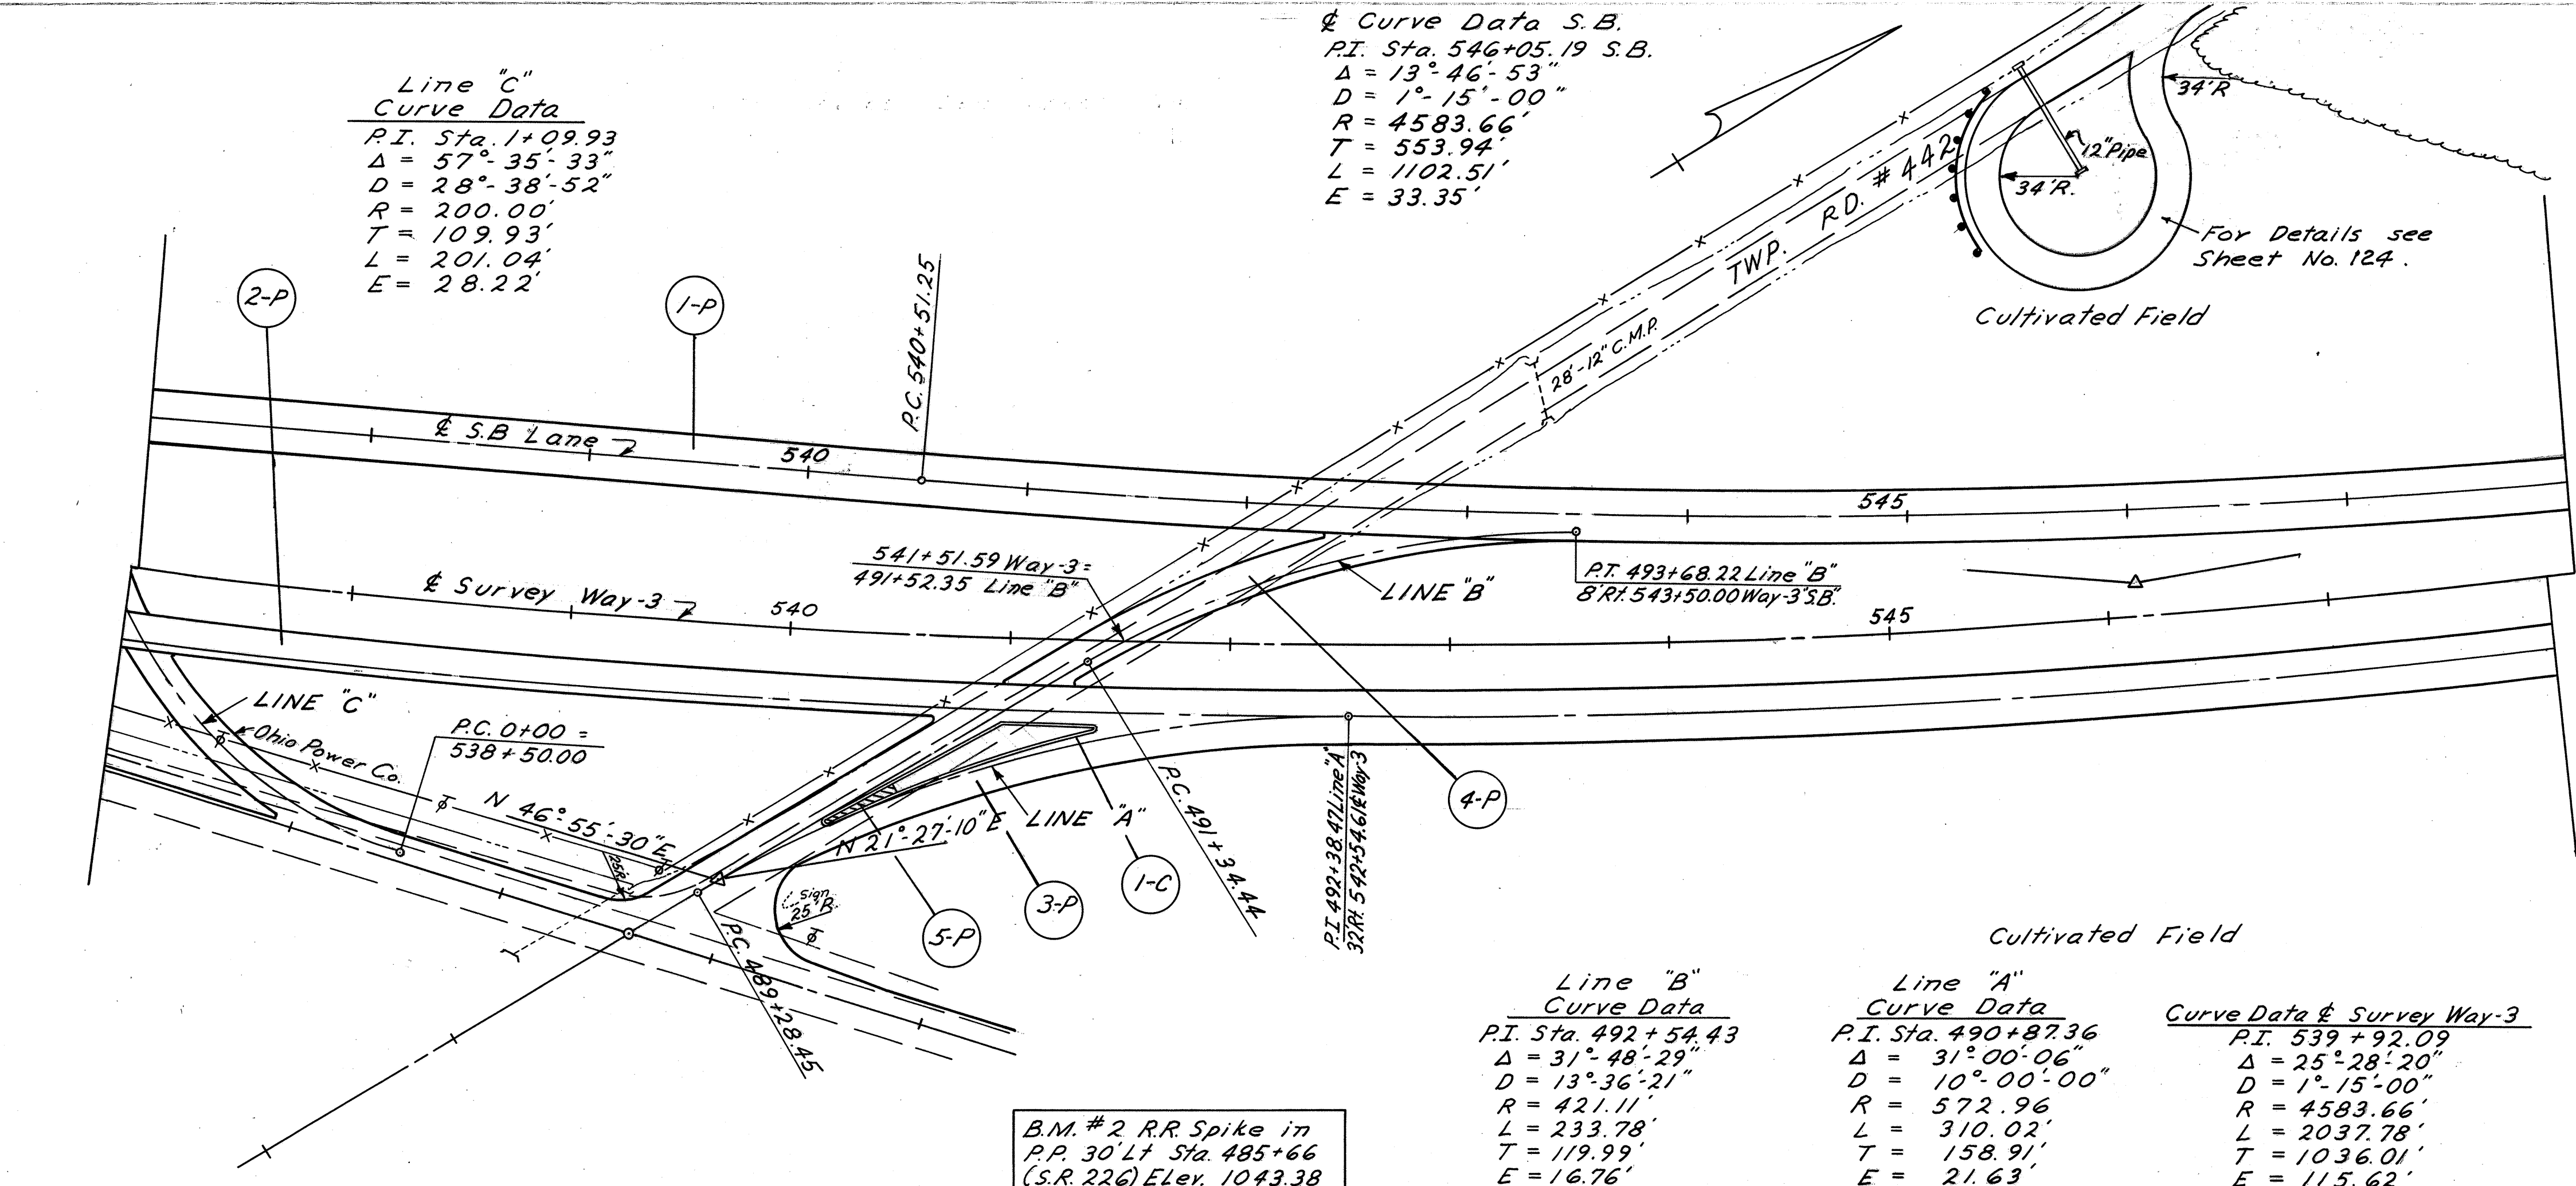 ℄ Curve Data S.B.
P.I. Sta. 546+05.19 S.B.
Δ = 13°-46'-53"
D = 1°-15'-00"
R = 4583.66'
T = 553.94'
L = 1102.51'
E = 33.35'
Line "C"
Curve Data
P.I. Sta. 1+09.93
Δ = 57°-35'-33"
D = 28°-38'-52"
R = 200.00'
T = 109.93'
L = 201.04'
E = 28.22'
34'R
12"Pipe
34'R.
TWP. RD. #442
For Details see
Sheet No. 124.
Cultivated Field
28'-12" C.M.P.
2-P
1-P
P.C. 540+51.25
℄ S.B Lane
540
545
541+51.59 Way-3=
491+52.35 Line "B"
LINE "B"
P.T. 493+68.22 Line "B"
8'Rt. 543+50.00 Way-3"S.B."
℄ Survey Way-3
540
545
LINE "C"
Ohio Power Co.
P.C. 0+00 =
538+50.00
N 46°-55'-30"E
25'R
N 21°-27'-10"E
LINE "A"
P.C. 491+34.44
P.I 492+38.47 Line"A"
32'Rt. 542+54.61 ℄ Way-3
4-P
1-C
3-P
5-P
Sign
25'R.
P.C. 489+28.45
Cultivated Field
Line "B"
Curve Data
P.I. Sta. 492+54.43
Δ = 31°-48'-29"
D = 13°-36'-21"
R = 421.11'
L = 233.78'
T = 119.99'
E = 16.76'
Line "A"
Curve Data
P.I. Sta. 490+87.36
Δ = 31°-00'-06"
D = 10°-00'-00"
R = 572.96
L = 310.02'
T = 158.91'
E = 21.63'
Curve Data ℄ Survey Way-3
P.I. 539+92.09
Δ = 25°-28'-20"
D = 1°-15'-00"
R = 4583.66'
L = 2037.78'
T = 1036.01'
E = 115.62'
B.M. #2 R.R. Spike in
P.P. 30'Lt Sta. 485+66
(S.R. 226) ELev. 1043.38